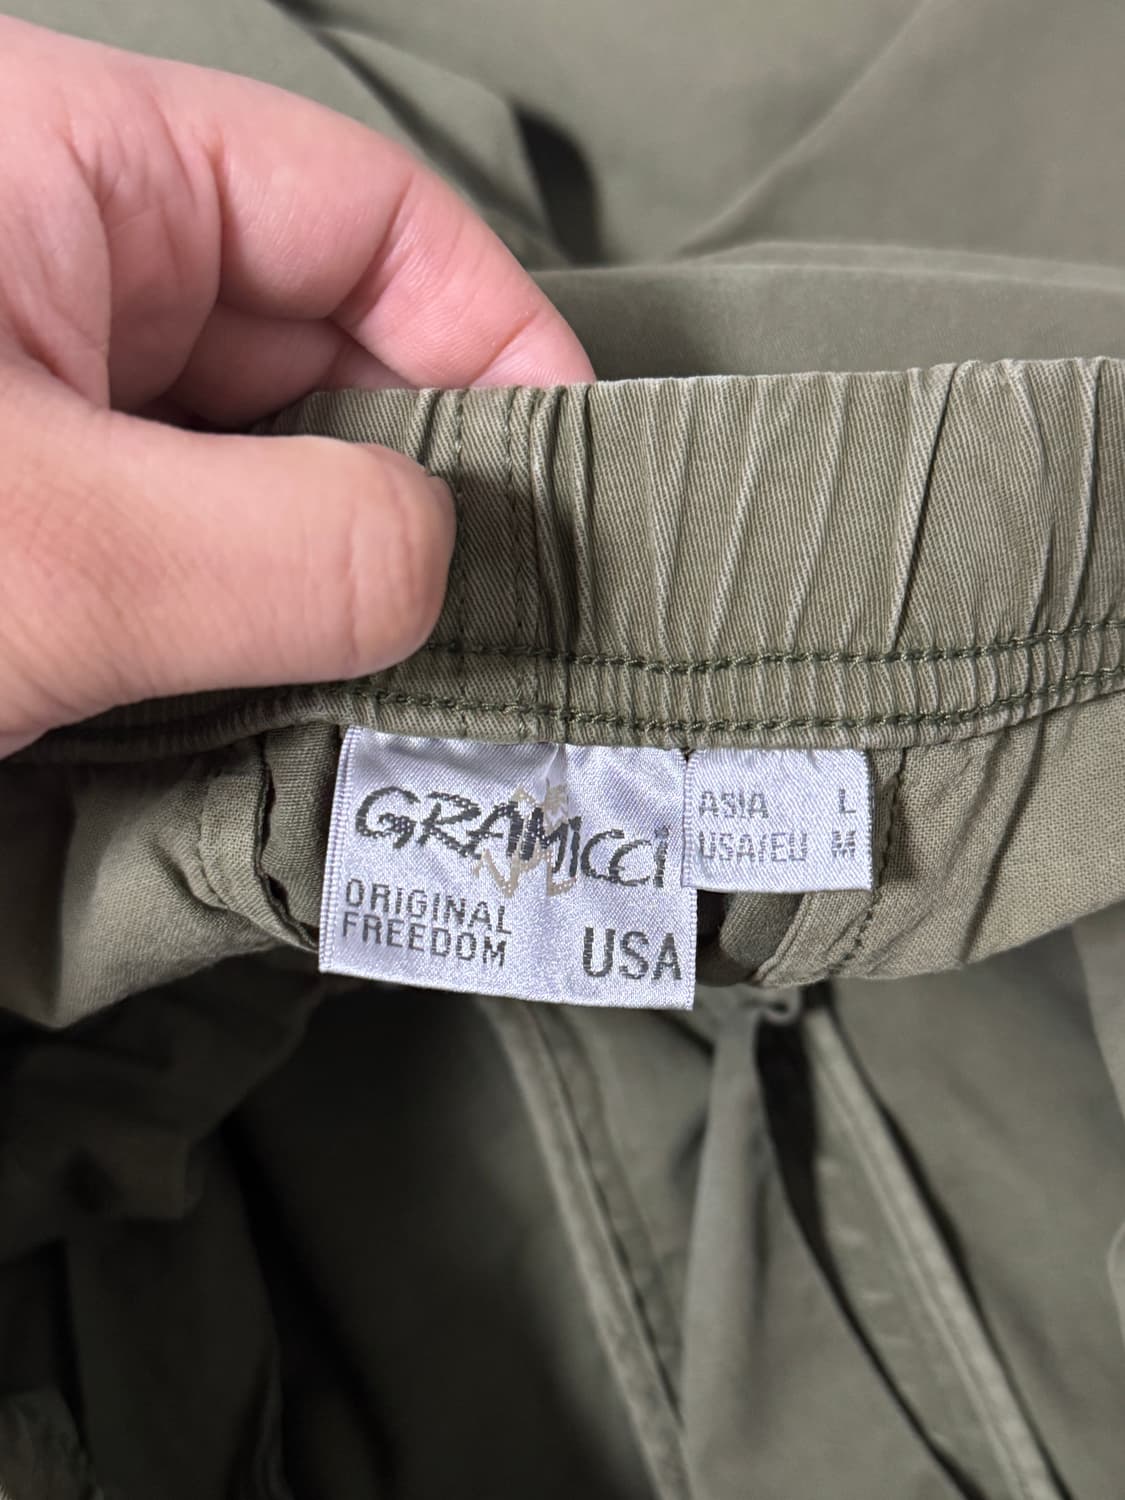 GRAMICCi
ORIGINAL
FREEDOM
USA
ASIA L
USA/EU M